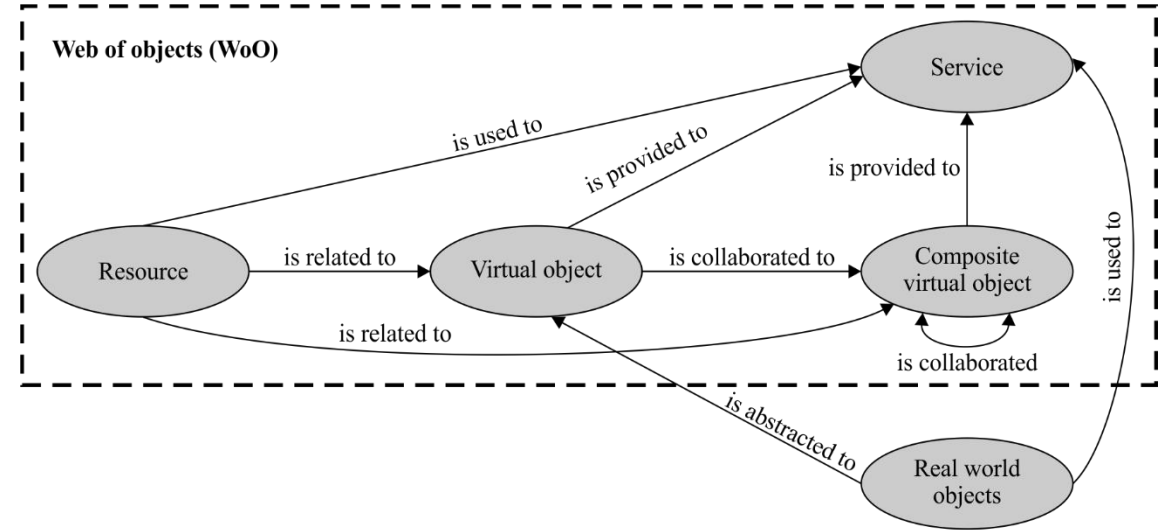 Web of objects (WoO)
Service
is used to
is provided to
is provided to
is used to
Resource
is related to
Virtual object
is collaborated to
Composite
virtual object
is related to
is collaborated
is abstracted to
Real world
objects